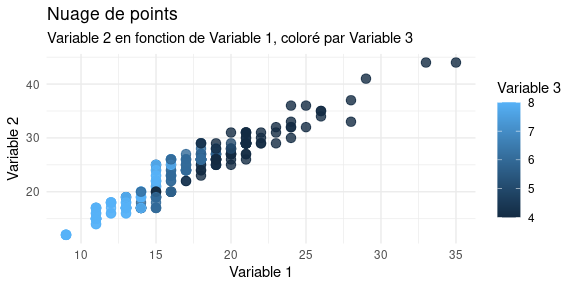 Nuage de points
Variable 2 en fonction de Variable 1, coloré par Variable 3
Variable 2
40
30
20
10
15
20
25
30
35
Variable 1
Variable 3
8
7
6
5
4